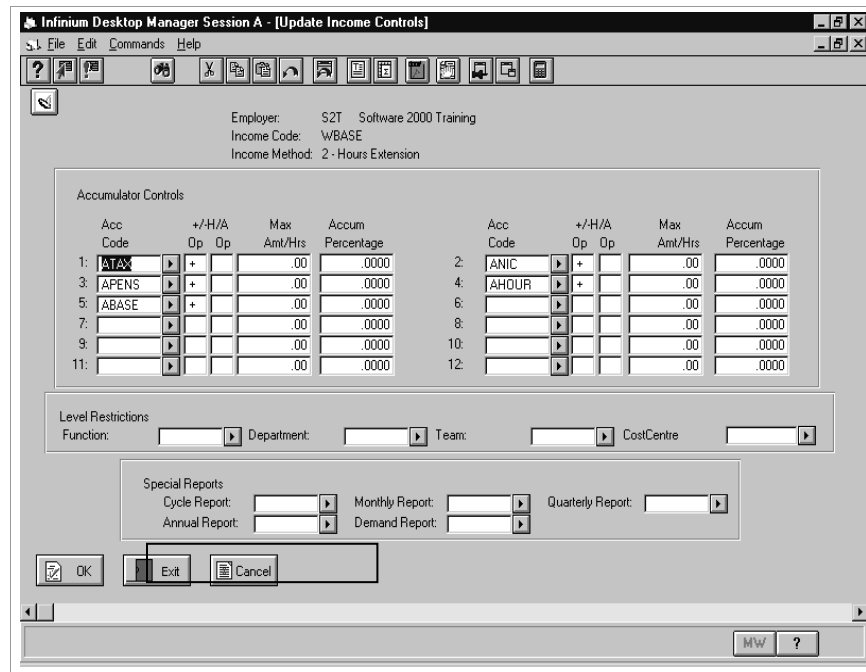 Infinium Desktop Manager Session A - [Update Income Controls]
File Edit Commands Help
Employer: S2T Software 2000 Training
Income Code: WBASE
Income Method: 2 - Hours Extension
Accumulator Controls
Acc +/-H/A Max Accum Acc +/-H/A Max Accum
Code Op Op Amt/Hrs Percentage Code Op Op Amt/Hrs Percentage
1: ATAX + .00 .0000 2: ANIC + .00 .0000
3: APENS + .00 .0000 4: AHOUR + .00 .0000
5: ABASE + .00 .0000 6: .00 .0000
7: .00 .0000 8: .00 .0000
9: .00 .0000 10: .00 .0000
11: .00 .0000 12: .00 .0000
Level Restrictions
Function: Department: Team: CostCentre
Special Reports
Cycle Report: Monthly Report: Quarterly Report:
Annual Report: Demand Report:
OK Exit Cancel
MW ?